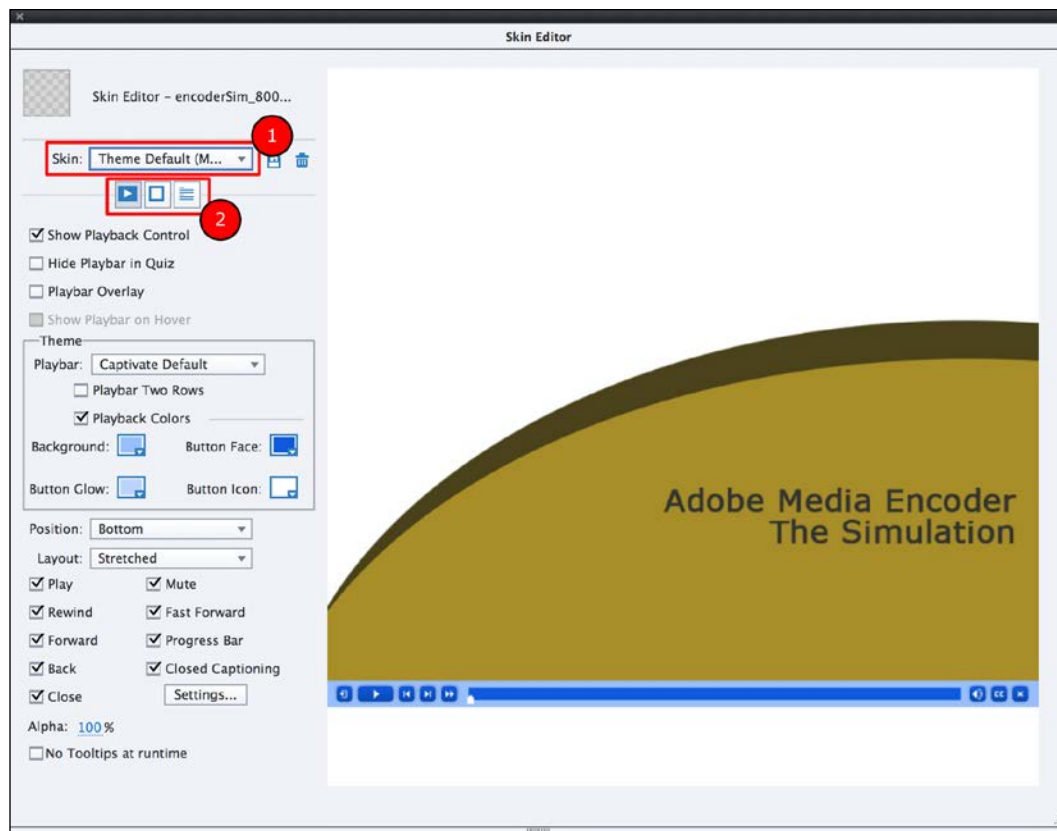 Skin Editor
Skin Editor – encoderSim_800...
1
Skin: Theme Default (M...
2
Show Playback Control
Hide Playbar in Quiz
Playbar Overlay
Show Playbar on Hover
Theme
Playbar: Captivate Default
Playbar Two Rows
Playback Colors
Background: Button Face:
Button Glow: Button Icon:
Position: Bottom
Layout: Stretched
Play Mute
Rewind Fast Forward
Forward Progress Bar
Back Closed Captioning
Close Settings...
Alpha: 100 %
No Tooltips at runtime
Adobe Media Encoder
The Simulation
CC